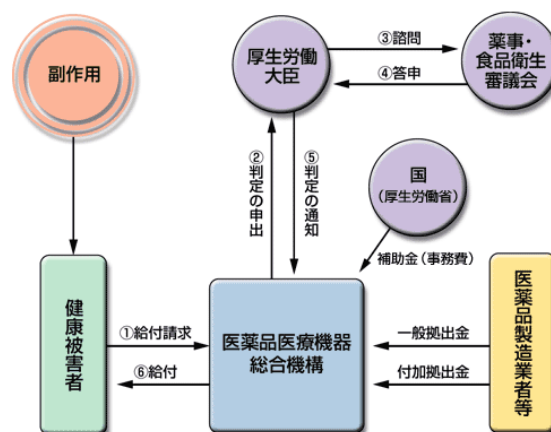 副作用
厚生労働
大臣
③諮問
④答申
薬事・
食品衛生
審議会
②判定の申出
⑤判定の通知
国
(厚生労働省)
補助金(事務費)
健康被害者
①給付請求
⑥給付
医薬品医療機器
総合機構
一般拠出金
付加拠出金
医薬品製造業者等